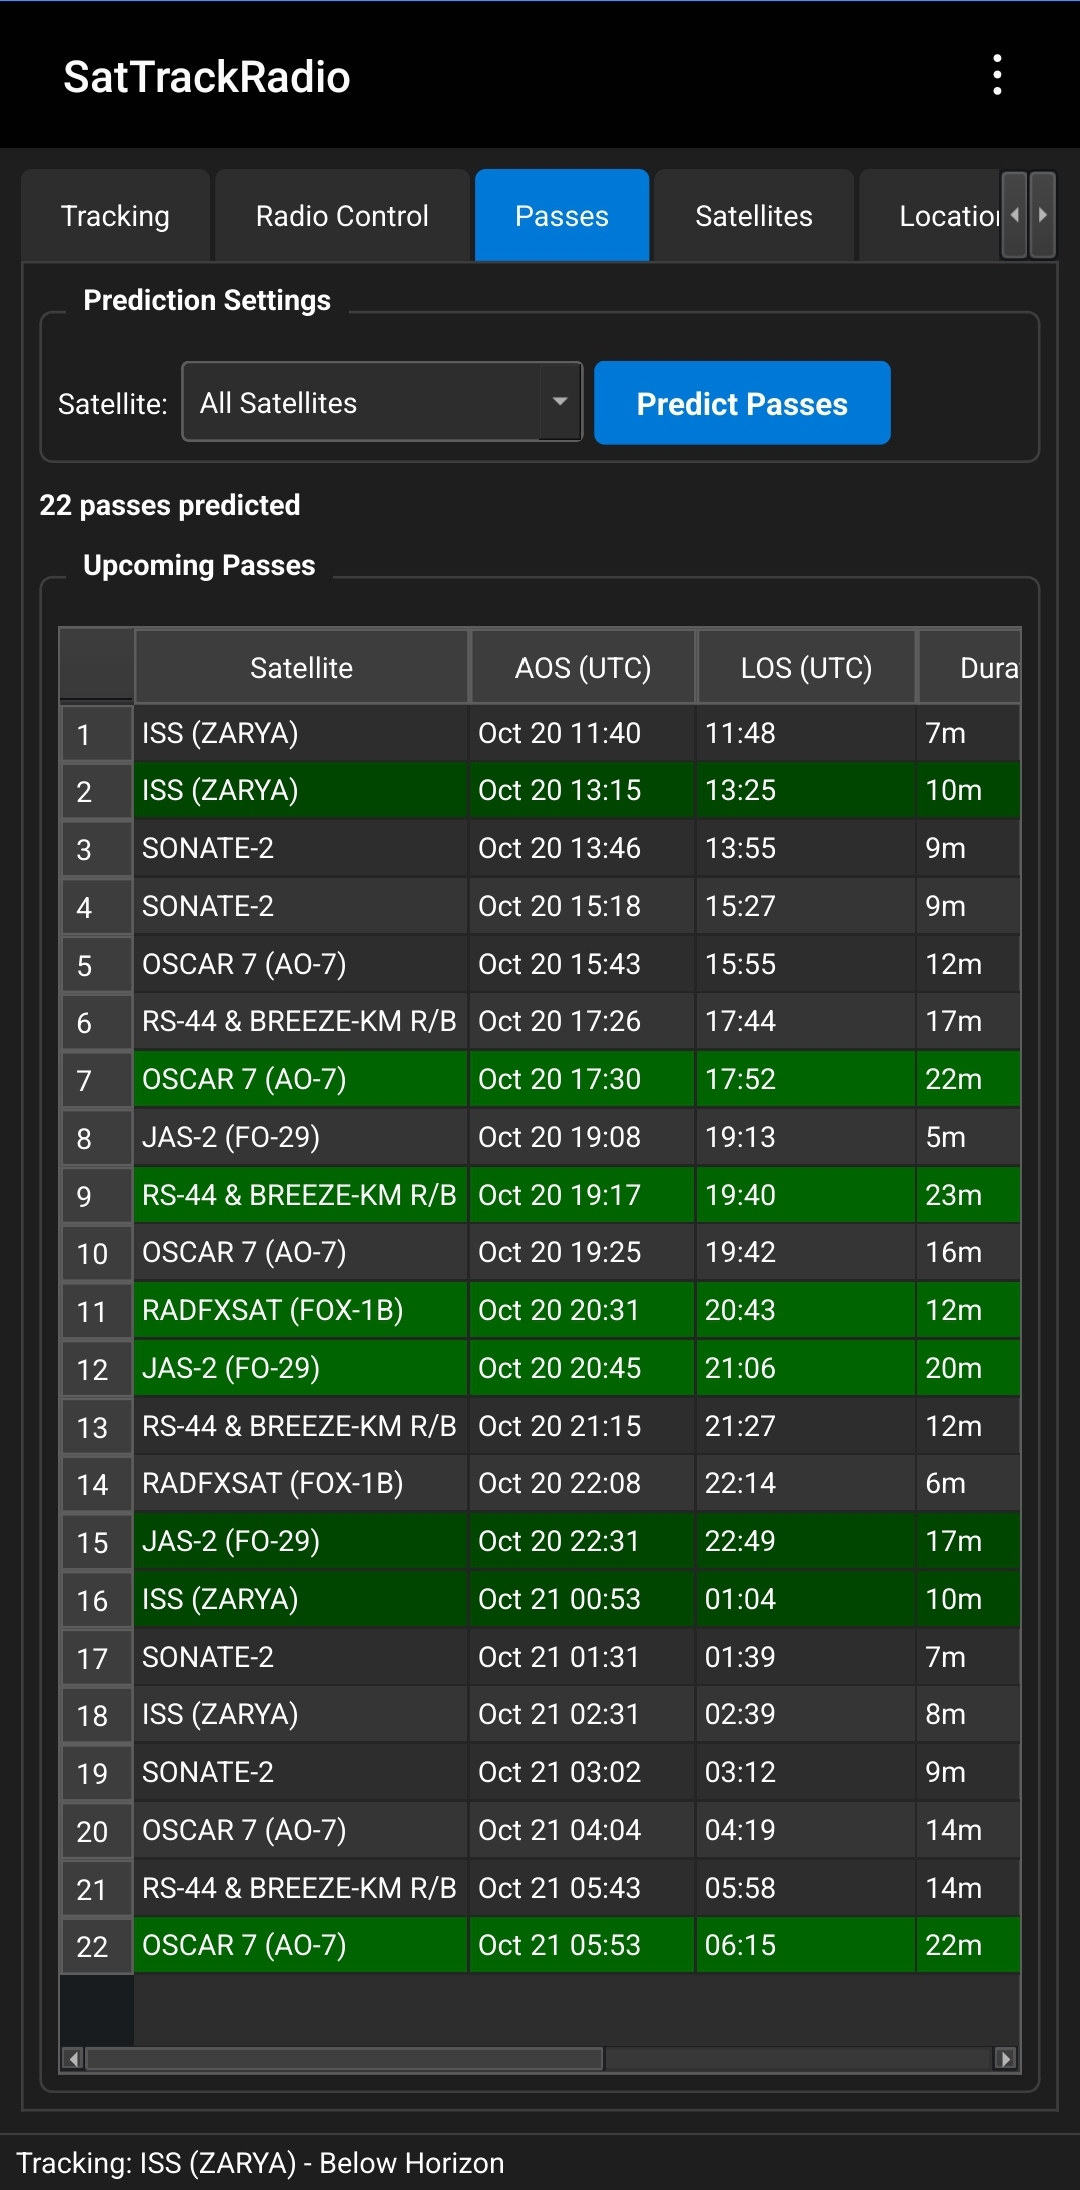 SatTrackRadio
Tracking Radio Control Passes Satellites Location
Prediction Settings
Satellite: All Satellites Predict Passes
22 passes predicted
Upcoming Passes
Satellite AOS (UTC) LOS (UTC) Dura
1 ISS (ZARYA) Oct 20 11:40 11:48 7m
2 ISS (ZARYA) Oct 20 13:15 13:25 10m
3 SONATE-2 Oct 20 13:46 13:55 9m
4 SONATE-2 Oct 20 15:18 15:27 9m
5 OSCAR 7 (AO-7) Oct 20 15:43 15:55 12m
6 RS-44 & BREEZE-KM R/B Oct 20 17:26 17:44 17m
7 OSCAR 7 (AO-7) Oct 20 17:30 17:52 22m
8 JAS-2 (FO-29) Oct 20 19:08 19:13 5m
9 RS-44 & BREEZE-KM R/B Oct 20 19:17 19:40 23m
10 OSCAR 7 (AO-7) Oct 20 19:25 19:42 16m
11 RADFXSAT (FOX-1B) Oct 20 20:31 20:43 12m
12 JAS-2 (FO-29) Oct 20 20:45 21:06 20m
13 RS-44 & BREEZE-KM R/B Oct 20 21:15 21:27 12m
14 RADFXSAT (FOX-1B) Oct 20 22:08 22:14 6m
15 JAS-2 (FO-29) Oct 20 22:31 22:49 17m
16 ISS (ZARYA) Oct 21 00:53 01:04 10m
17 SONATE-2 Oct 21 01:31 01:39 7m
18 ISS (ZARYA) Oct 21 02:31 02:39 8m
19 SONATE-2 Oct 21 03:02 03:12 9m
20 OSCAR 7 (AO-7) Oct 21 04:04 04:19 14m
21 RS-44 & BREEZE-KM R/B Oct 21 05:43 05:58 14m
22 OSCAR 7 (AO-7) Oct 21 05:53 06:15 22m
Tracking: ISS (ZARYA) - Below Horizon